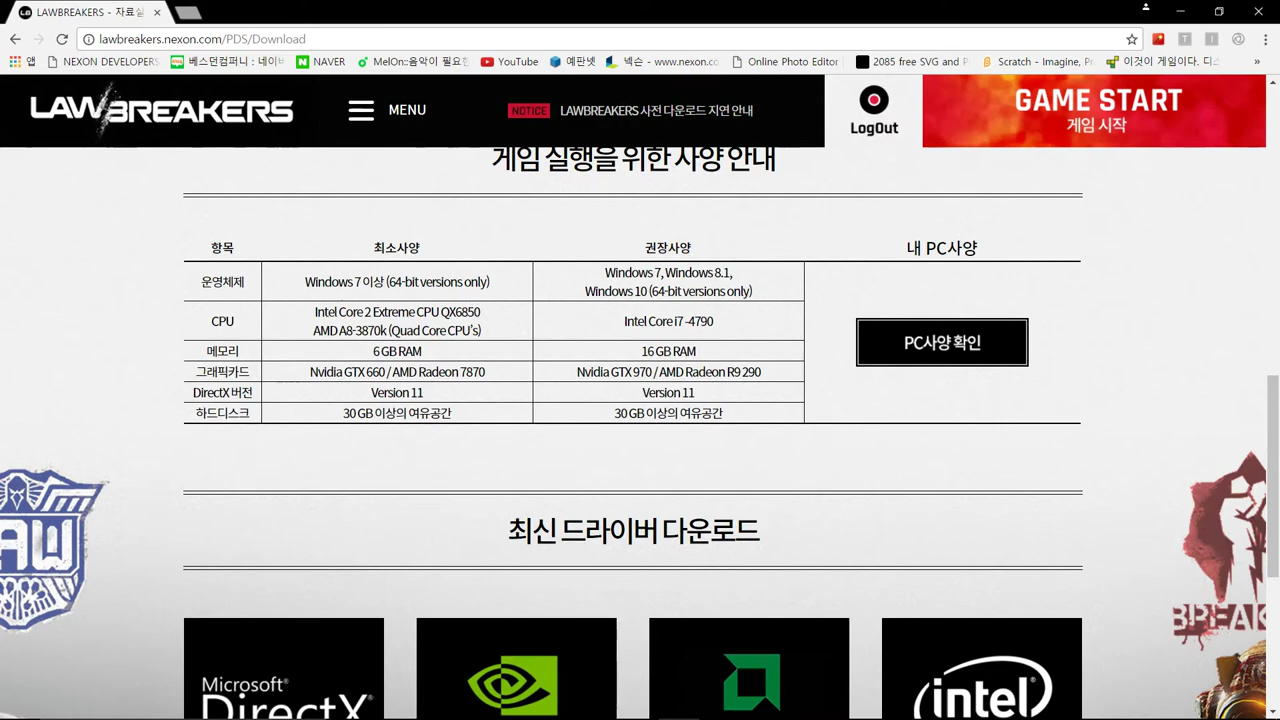 LAWBREAKERS - 자료실
lawbreakers.nexon.com/PDS/Download
앱 NEXON DEVELOPERS 베스던컴퍼니 : 네이버 NAVER MelOn::음악이 필요한 YouTube 예판넷 넥슨 - www.nexon.co Online Photo Editor 2085 free SVG and P Scratch - Imagine, P 이것이 게임이다. 디스 »
LAWBREAKERS
MENU
NOTICE LAWBREAKERS 사전 다운로드 지연 안내
LogOut
GAME START
게임 시작
게임 실행을 위한 사양 안내
항목 최소사양 권장사양 내 PC사양
운영체제 Windows 7 이상 (64-bit versions only) Windows 7, Windows 8.1,
Windows 10 (64-bit versions only)
CPU Intel Core 2 Extreme CPU QX6850
AMD A8-3870k (Quad Core CPU's) Intel Core i7 -4790
PC사양 확인
메모리 6 GB RAM 16 GB RAM
그래픽카드 Nvidia GTX 660 / AMD Radeon 7870 Nvidia GTX 970 / AMD Radeon R9 290
DirectX 버전 Version 11 Version 11
하드디스크 30 GB 이상의 여유공간 30 GB 이상의 여유공간
LAW
BREAK
최신 드라이버 다운로드
Microsoft®
DirectX
intel